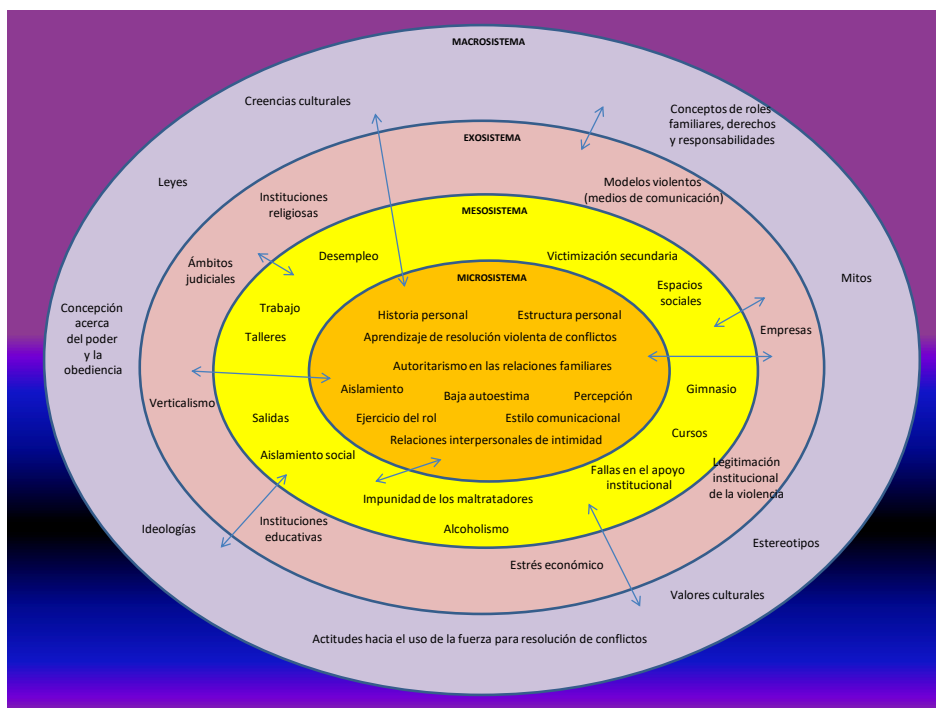 MACROSISTEMA
Creencias culturales
Conceptos de roles
familiares, derechos
y responsabilidades
EXOSISTEMA
Leyes
Modelos violentos
(medios de comunicación)
Instituciones
religiosas
MESOSISTEMA
Desempleo
Victimización secundaria
Ámbitos
judiciales
MICROSISTEMA
Espacios
sociales
Mitos
Concepción
acerca
del poder
y la
obediencia
Trabajo
Historia personal
Estructura personal
Empresas
Talleres
Aprendizaje de resolución violenta de conflictos
Autoritarismo en las relaciones familiares
Aislamiento
Baja autoestima
Percepción
Gimnasio
Verticalismo
Salidas
Ejercicio del rol
Estilo comunicacional
Cursos
Relaciones interpersonales de intimidad
Aislamiento social
Fallas en el apoyo
institucional
Legitimación
institucional
de la violencia
Impunidad de los maltratadores
Ideologías
Instituciones
educativas
Alcoholismo
Estereotipos
Estrés económico
Valores culturales
Actitudes hacia el uso de la fuerza para resolución de conflictos